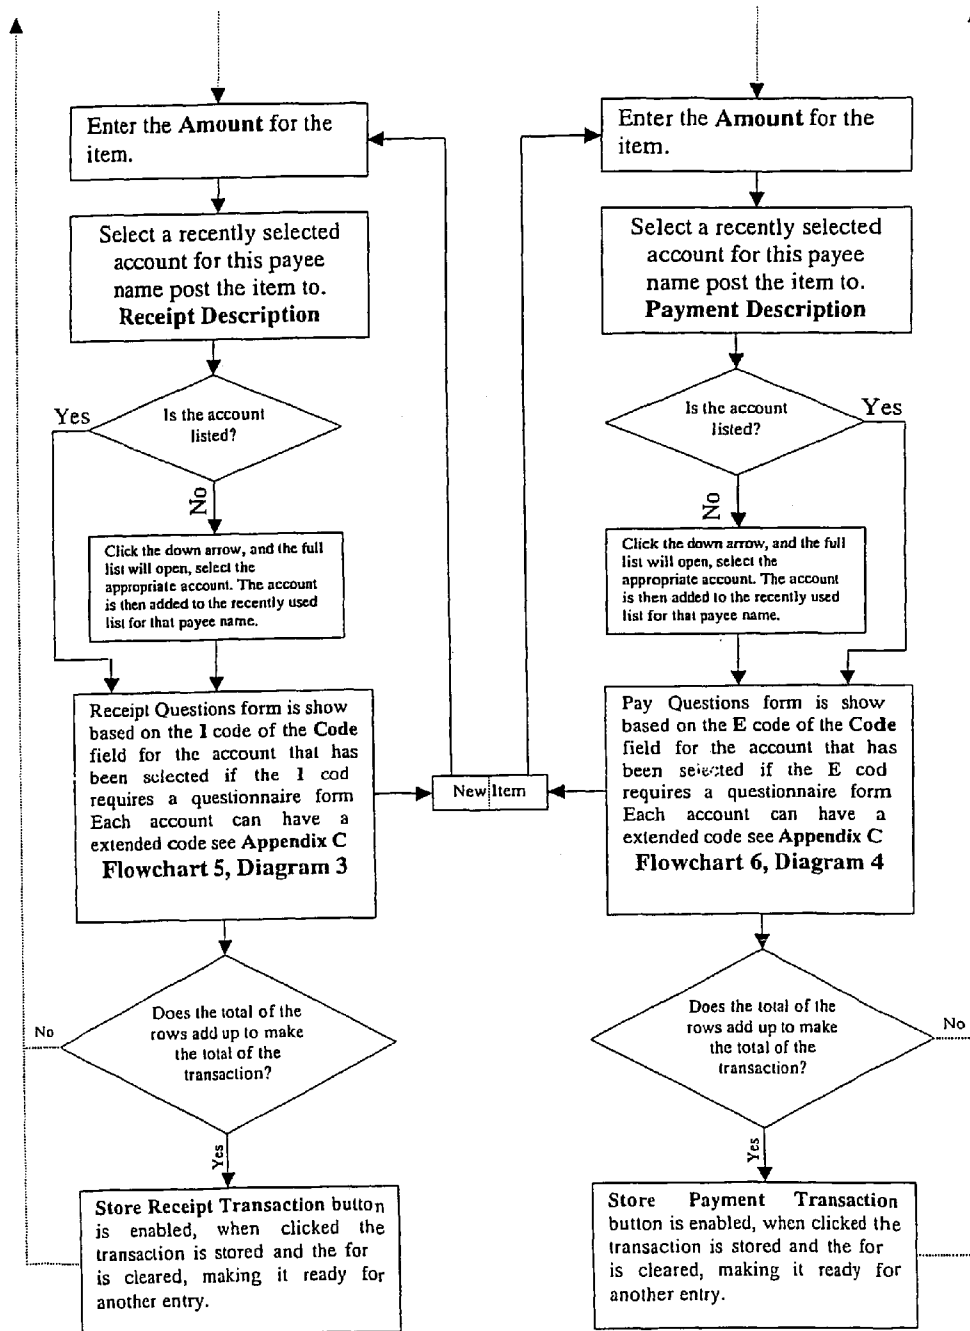 Enter the Amount for the
item.
Select a recently selected
account for this payee
name post the item to.
Receipt Description
Is the account
listed?
Yes
No
Click the down arrow, and the full
list will open, select the
appropriate account. The account
is then added to the recently used
list for that payee name.
Receipt Questions form is show
based on the I code of the Code
field for the account that has
been selected if the I cod
requires a questionnaire form
Each account can have a
extended code see Appendix C
Flowchart 5, Diagram 3
New Item
Does the total of the
rows add up to make
the total of the
transaction?
No
Yes
Store Receipt Transaction button
is enabled, when clicked the
transaction is stored and the for
is cleared, making it ready for
another entry.
Enter the Amount for the
item.
Select a recently selected
account for this payee
name post the item to.
Payment Description
Is the account
listed?
Yes
No
Click the down arrow, and the full
list will open, select the
appropriate account. The account
is then added to the recently used
list for that payee name.
Pay Questions form is show
based on the E code of the Code
field for the account that has
been selected if the E cod
requires a questionnaire form
Each account can have a
extended code see Appendix C
Flowchart 6, Diagram 4
Does the total of the
rows add up to make
the total of the
transaction?
No
Yes
Store Payment Transaction
button is enabled, when clicked the
transaction is stored and the for
is cleared, making it ready for
another entry.